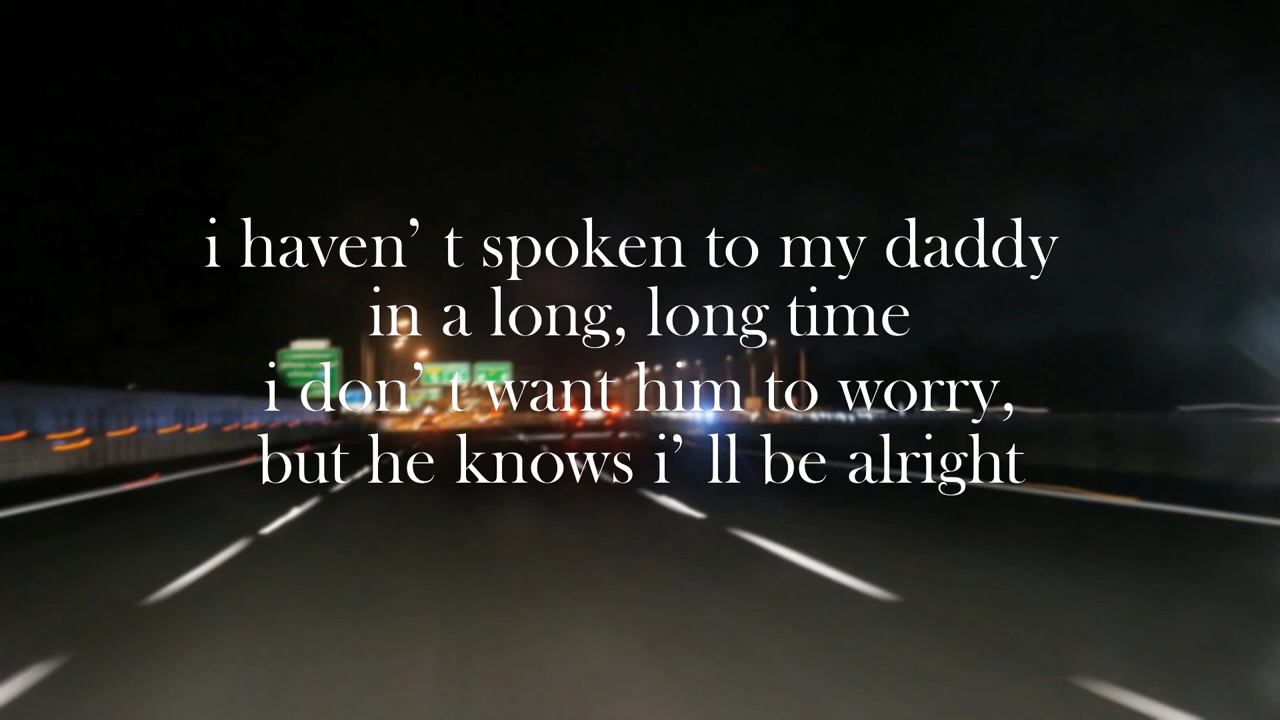 i haven’ t spoken to my daddy
in a long, long time
i don’ t want him to worry,
but he knows i’ ll be alright